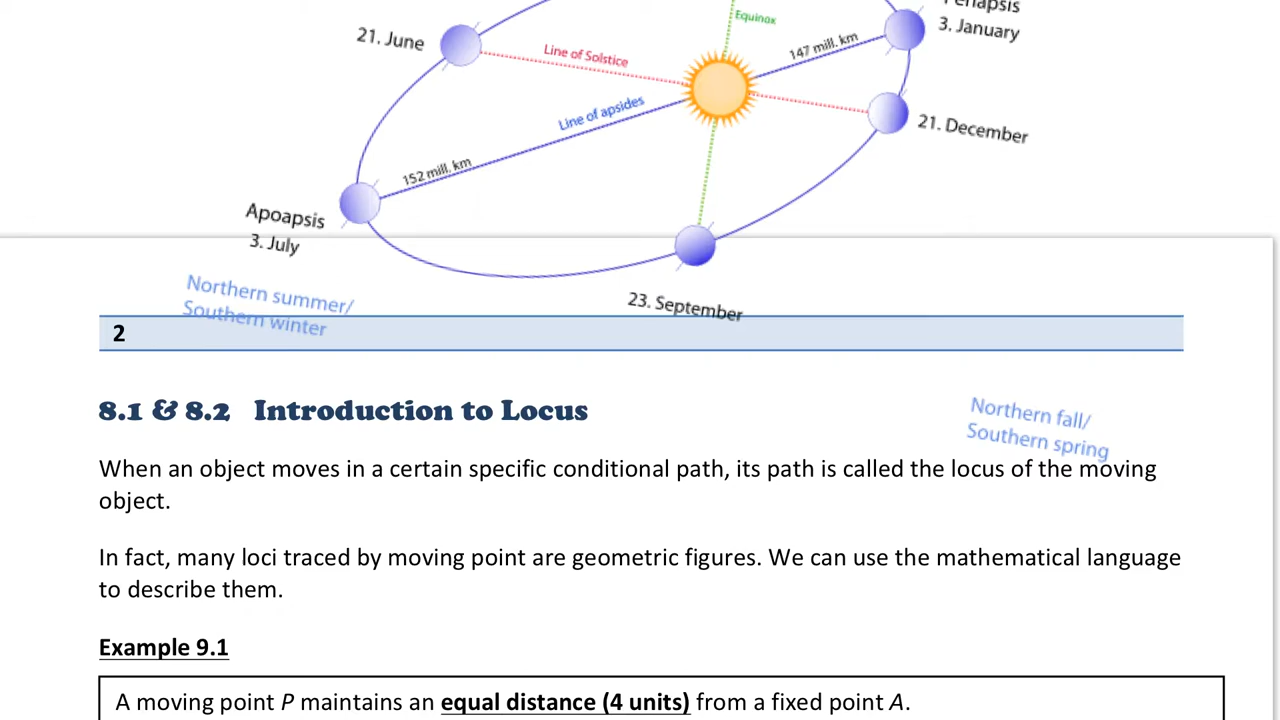 Equinox
3. January
21. June
Line of Solstice
147 mill. km
Line of apsides
21. December
152 mill. km
Apoapsis
3. July
Northern summer/
Southern winter
23. September
2
8.1 & 8.2 Introduction to Locus
Northern fall/
Southern spring
When an object moves in a certain specific conditional path, its path is called the locus of the moving
object.
In fact, many loci traced by moving point are geometric figures. We can use the mathematical language
to describe them.
Example 9.1
A moving point P maintains an equal distance (4 units) from a fixed point A.